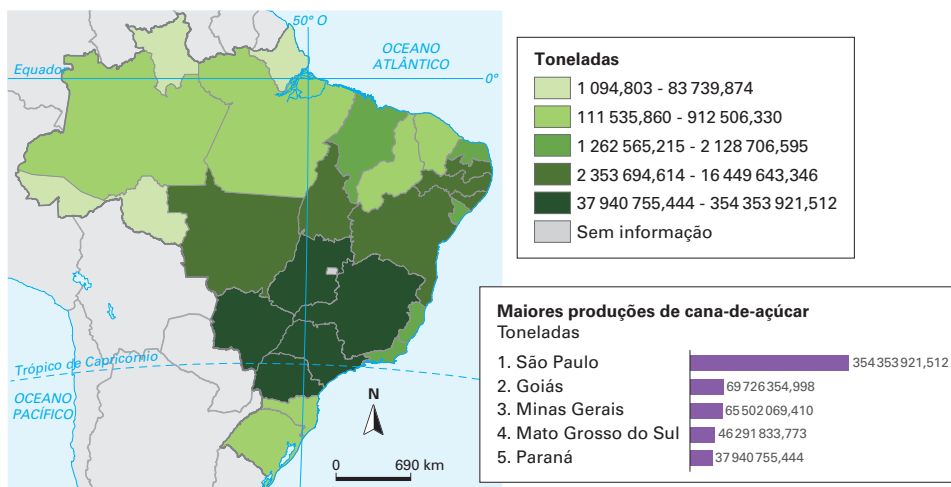 50° O
OCEANO
ATLÂNTICO
Equador
0°
Trópico de Capricórnio
OCEANO
PACÍFICO
N
0 690 km
Toneladas
1 094,803 - 83 739,874
111 535,860 - 912 506,330
1 262 565,215 - 2 128 706,595
2 353 694,614 - 16 449 643,346
37 940 755,444 - 354 353 921,512
Sem informação
Maiores produções de cana-de-açúcar
Toneladas
1. São Paulo 354 353 921,512
2. Goiás 69 726 354,998
3. Minas Gerais 65 502 069,410
4. Mato Grosso do Sul 46 291 833,773
5. Paraná 37 940 755,444